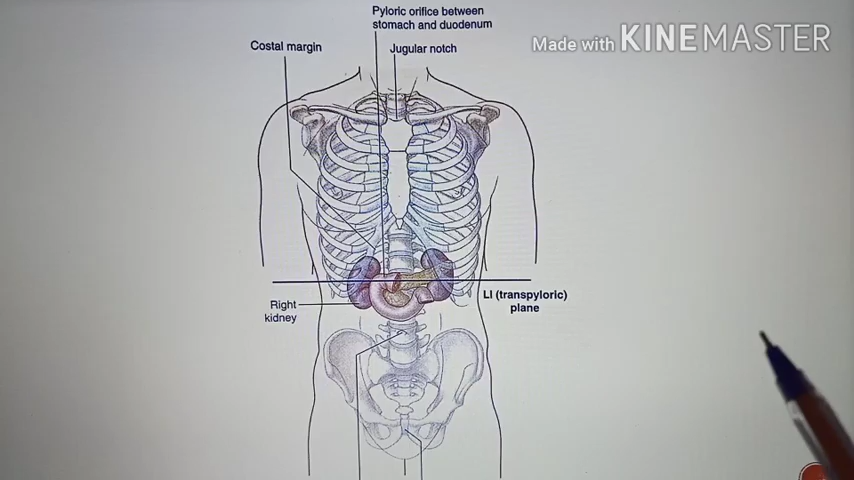 Pyloric orifice between
stomach and duodenum
Costal margin
Jugular notch
Made with KINEMASTER
LI (transpyloric)
plane
Right
kidney